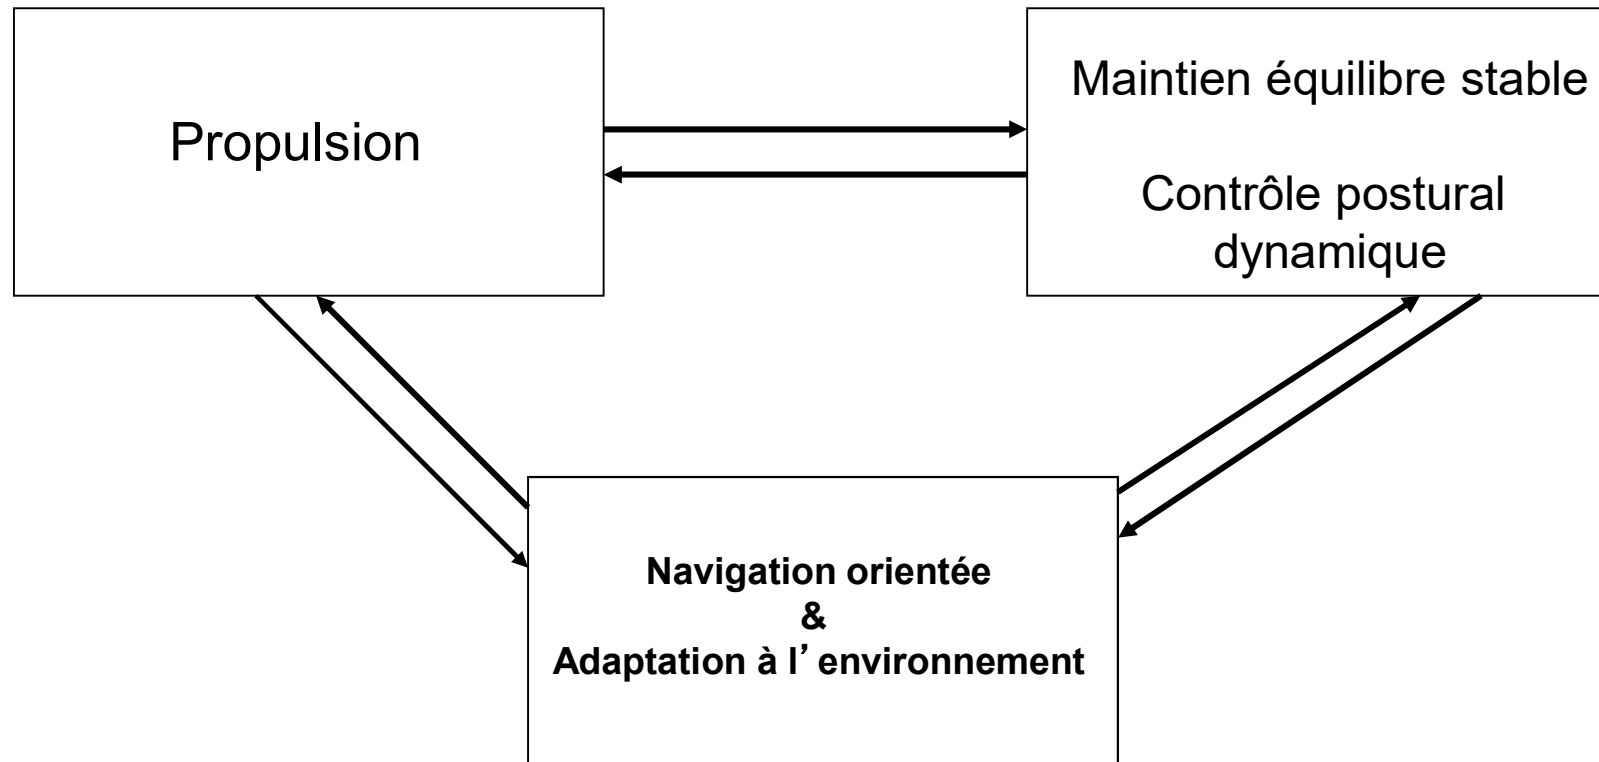 Propulsion
Maintien équilibre stable
Contrôle postural
dynamique
Navigation orientée
&
Adaptation à l’ environnement